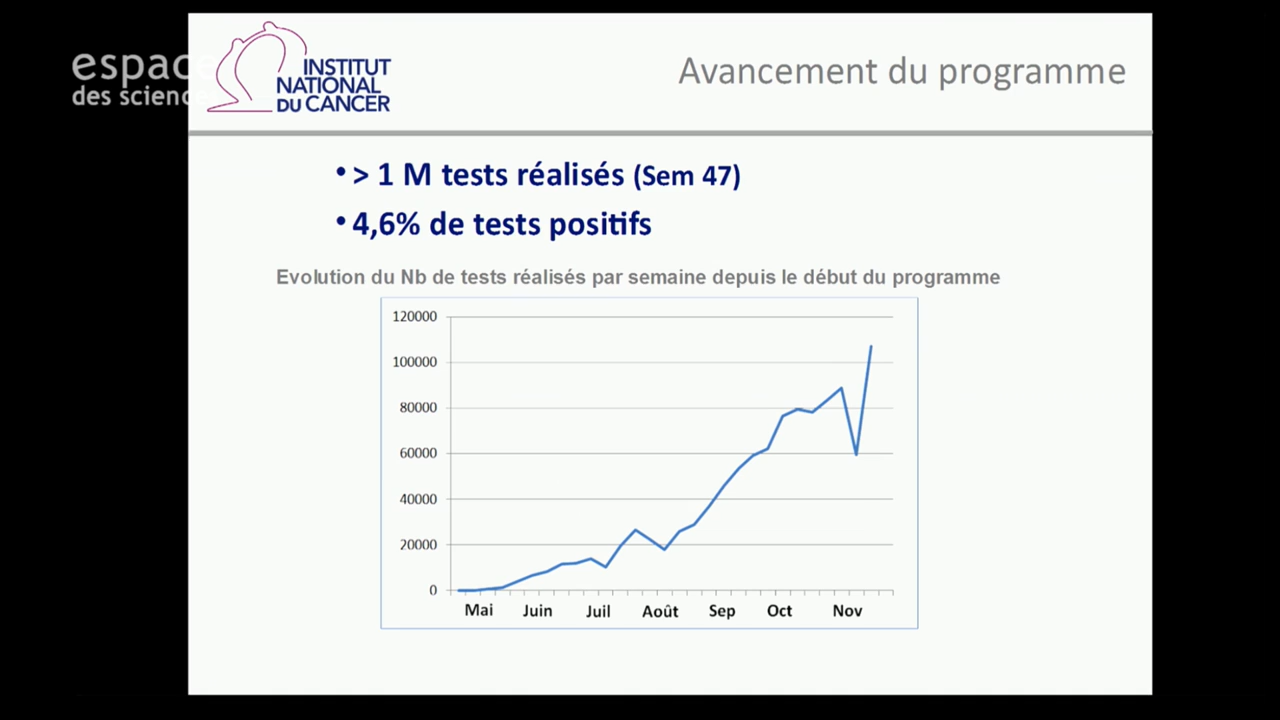 espace
des sciences
INSTITUT
NATIONAL
DU CANCER
Avancement du programme
• > 1 M tests réalisés (Sem 47)
• 4,6% de tests positifs
Evolution du Nb de tests réalisés par semaine depuis le début du programme
120000
100000
80000
60000
40000
20000
0
Mai Juin Juil Août Sep Oct Nov